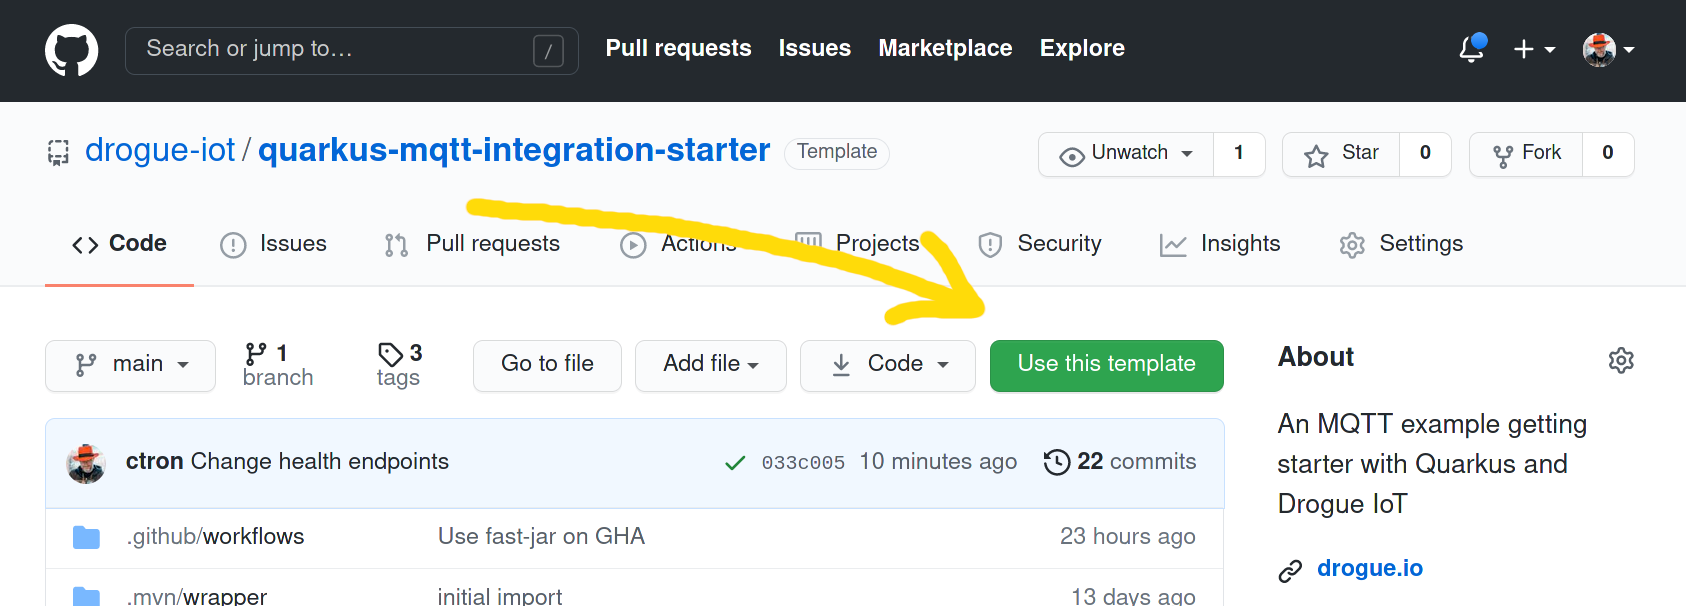 Search or jump to… / Pull requests Issues Marketplace Explore
drogue-iot / quarkus-mqtt-integration-starter Template Unwatch 1 Star 0 Fork 0
Code Issues Pull requests Actions Projects Security Insights Settings
main 1 branch 3 tags Go to file Add file Code Use this template
About
An MQTT example getting
starter with Quarkus and
Drogue IoT
drogue.io
ctron Change health endpoints 033c005 10 minutes ago 22 commits
.github/workflows Use fast-jar on GHA 23 hours ago
.mvn/wrapper initial import 13 days ago